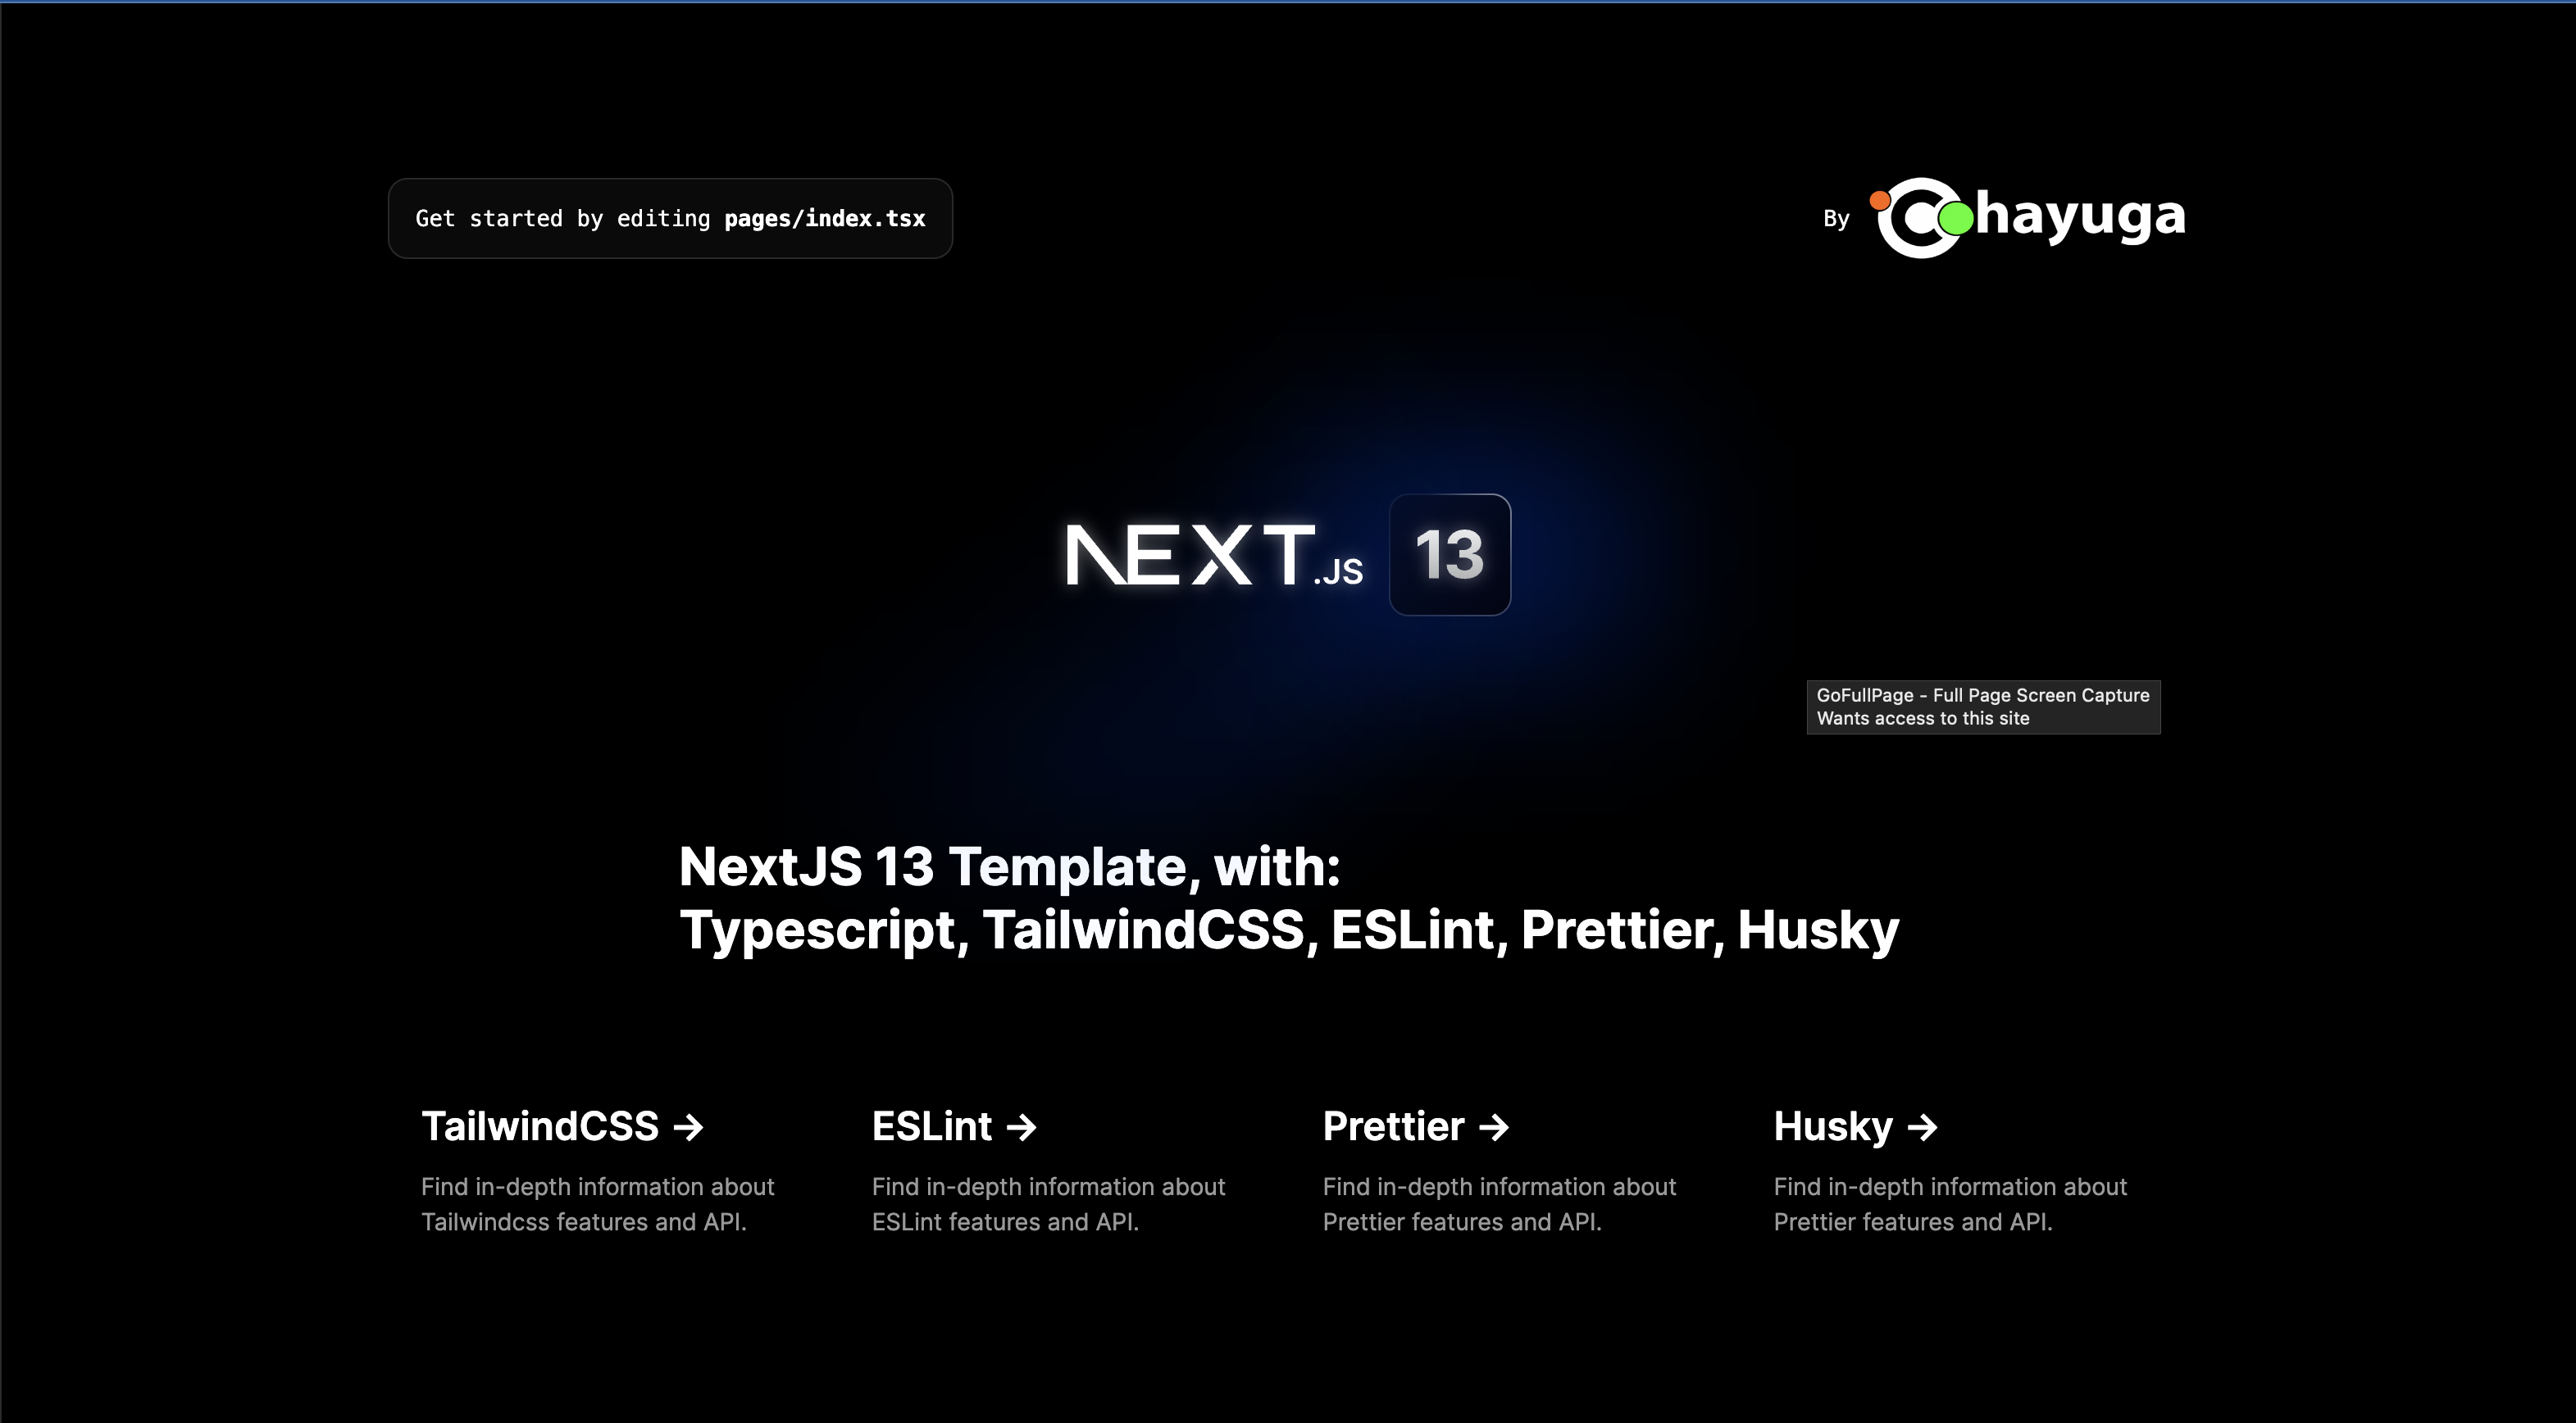 Get started by editing pages/index.tsx
By Chayuga
NEXT.JS 13
GoFullPage - Full Page Screen Capture
Wants access to this site
NextJS 13 Template, with:
Typescript, TailwindCSS, ESLint, Prettier, Husky
TailwindCSS →
Find in-depth information about
Tailwindcss features and API.
ESLint →
Find in-depth information about
ESLint features and API.
Prettier →
Find in-depth information about
Prettier features and API.
Husky →
Find in-depth information about
Prettier features and API.